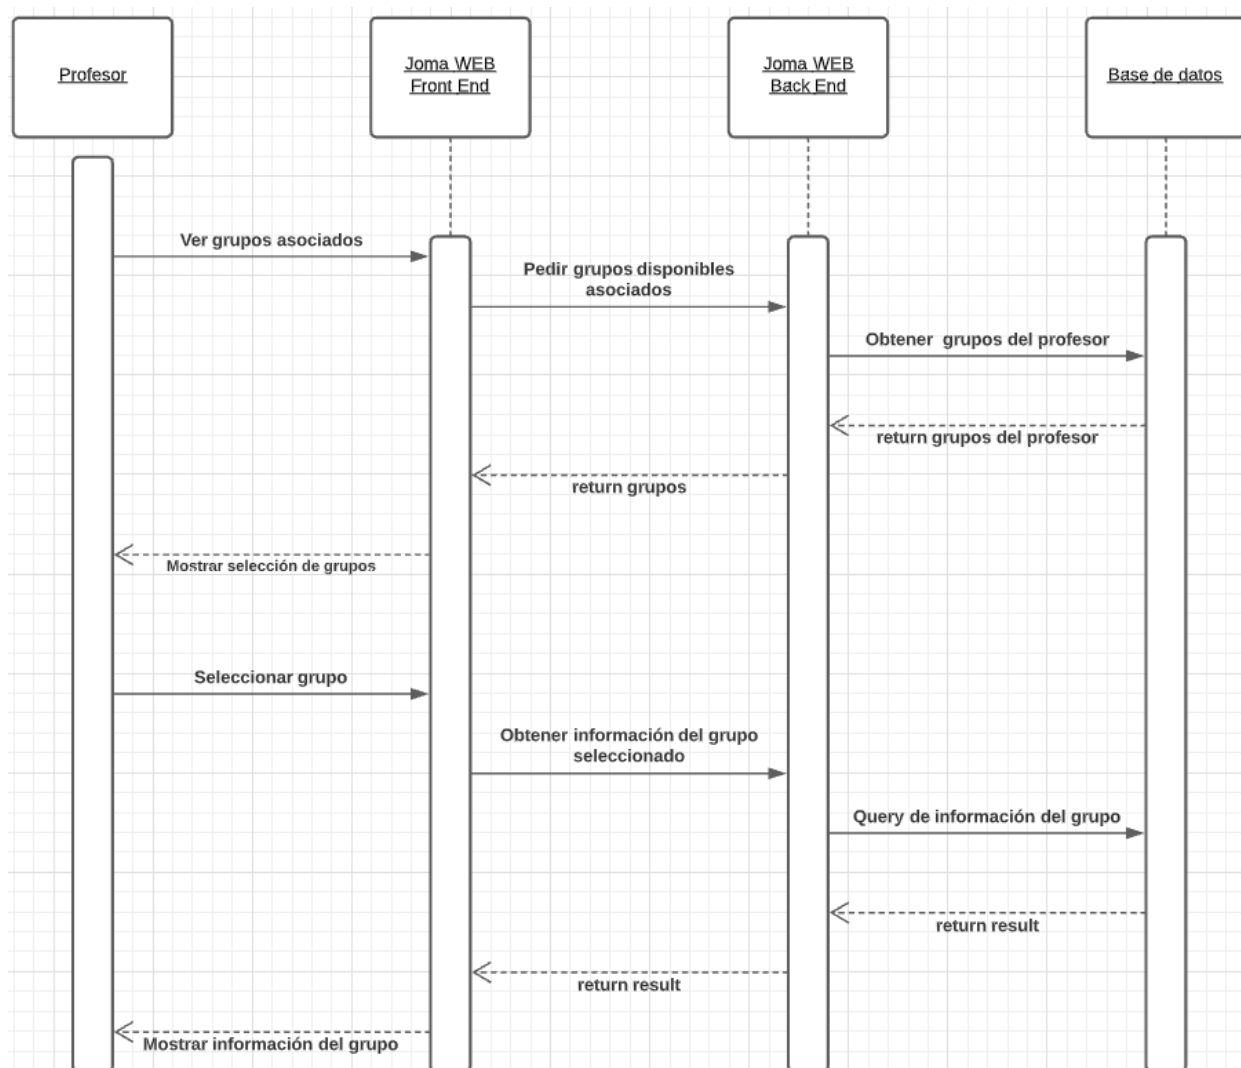 Profesor
Joma WEB
Front End
Joma WEB
Back End
Base de datos
Ver grupos asociados
Pedir grupos disponibles
asociados
Obtener  grupos del profesor
return grupos del profesor
return grupos
Mostrar selección de grupos
Seleccionar grupo
Obtener información del grupo
seleccionado
Query de información del grupo
return result
return result
Mostrar información del grupo